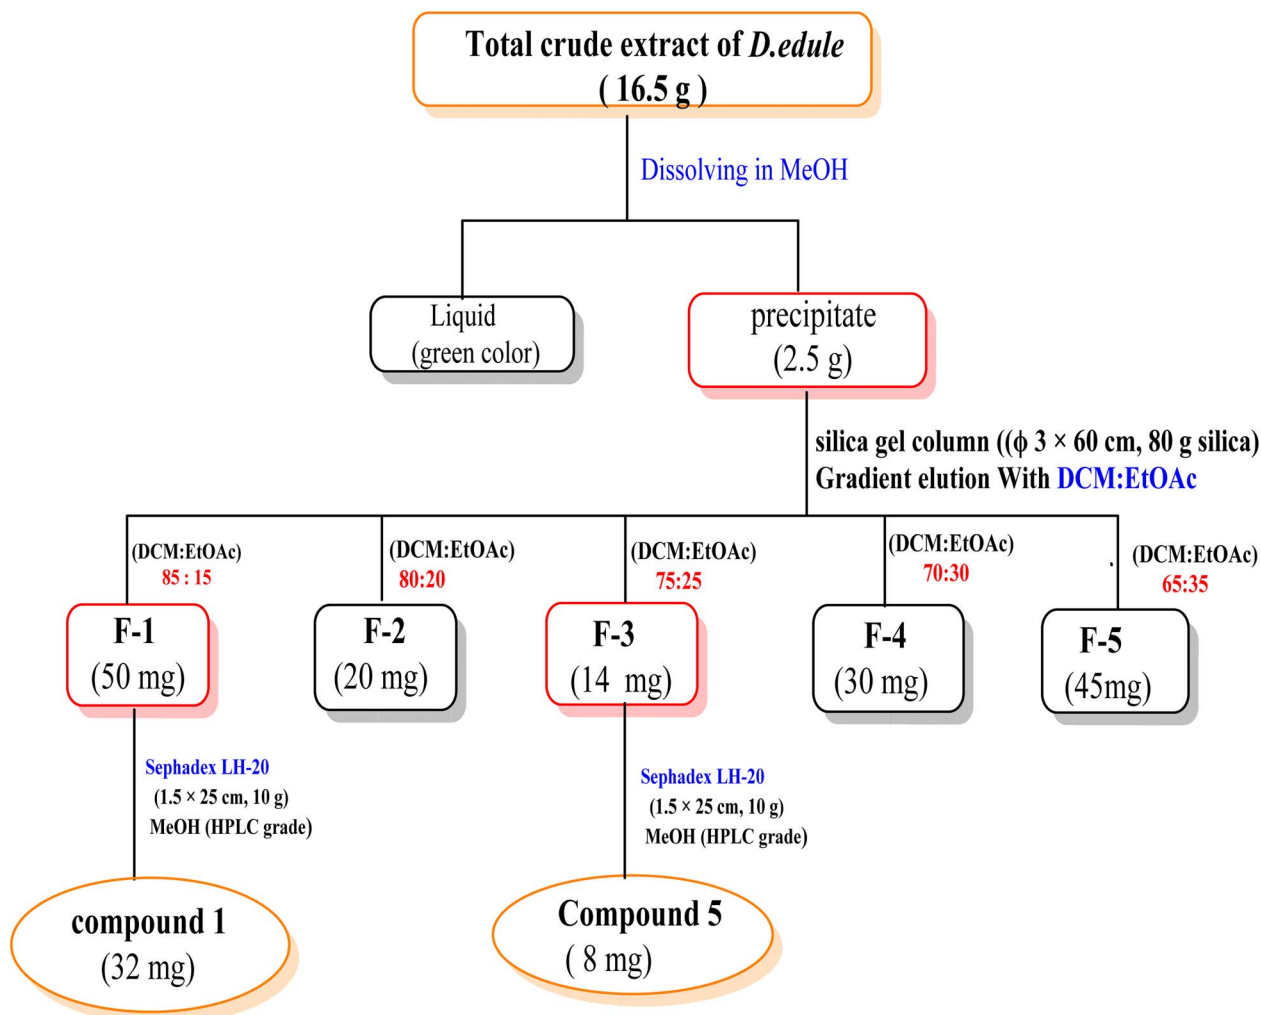 Total crude extract of D.edule
( 16.5 g )
Dissolving in MeOH
Liquid
(green color)
precipitate
(2.5 g)
silica gel column ((ϕ 3 × 60 cm, 80 g silica)
Gradient elution With DCM:EtOAc
(DCM:EtOAc)
85 : 15
(DCM:EtOAc)
80:20
(DCM:EtOAc)
75:25
(DCM:EtOAc)
70:30
(DCM:EtOAc)
65:35
F-1
(50 mg)
F-2
(20 mg)
F-3
(14 mg)
F-4
(30 mg)
F-5
(45mg)
Sephadex LH-20
(1.5 × 25 cm, 10 g)
MeOH (HPLC grade)
Sephadex LH-20
(1.5 × 25 cm, 10 g)
MeOH (HPLC grade)
compound 1
(32 mg)
Compound 5
( 8 mg)